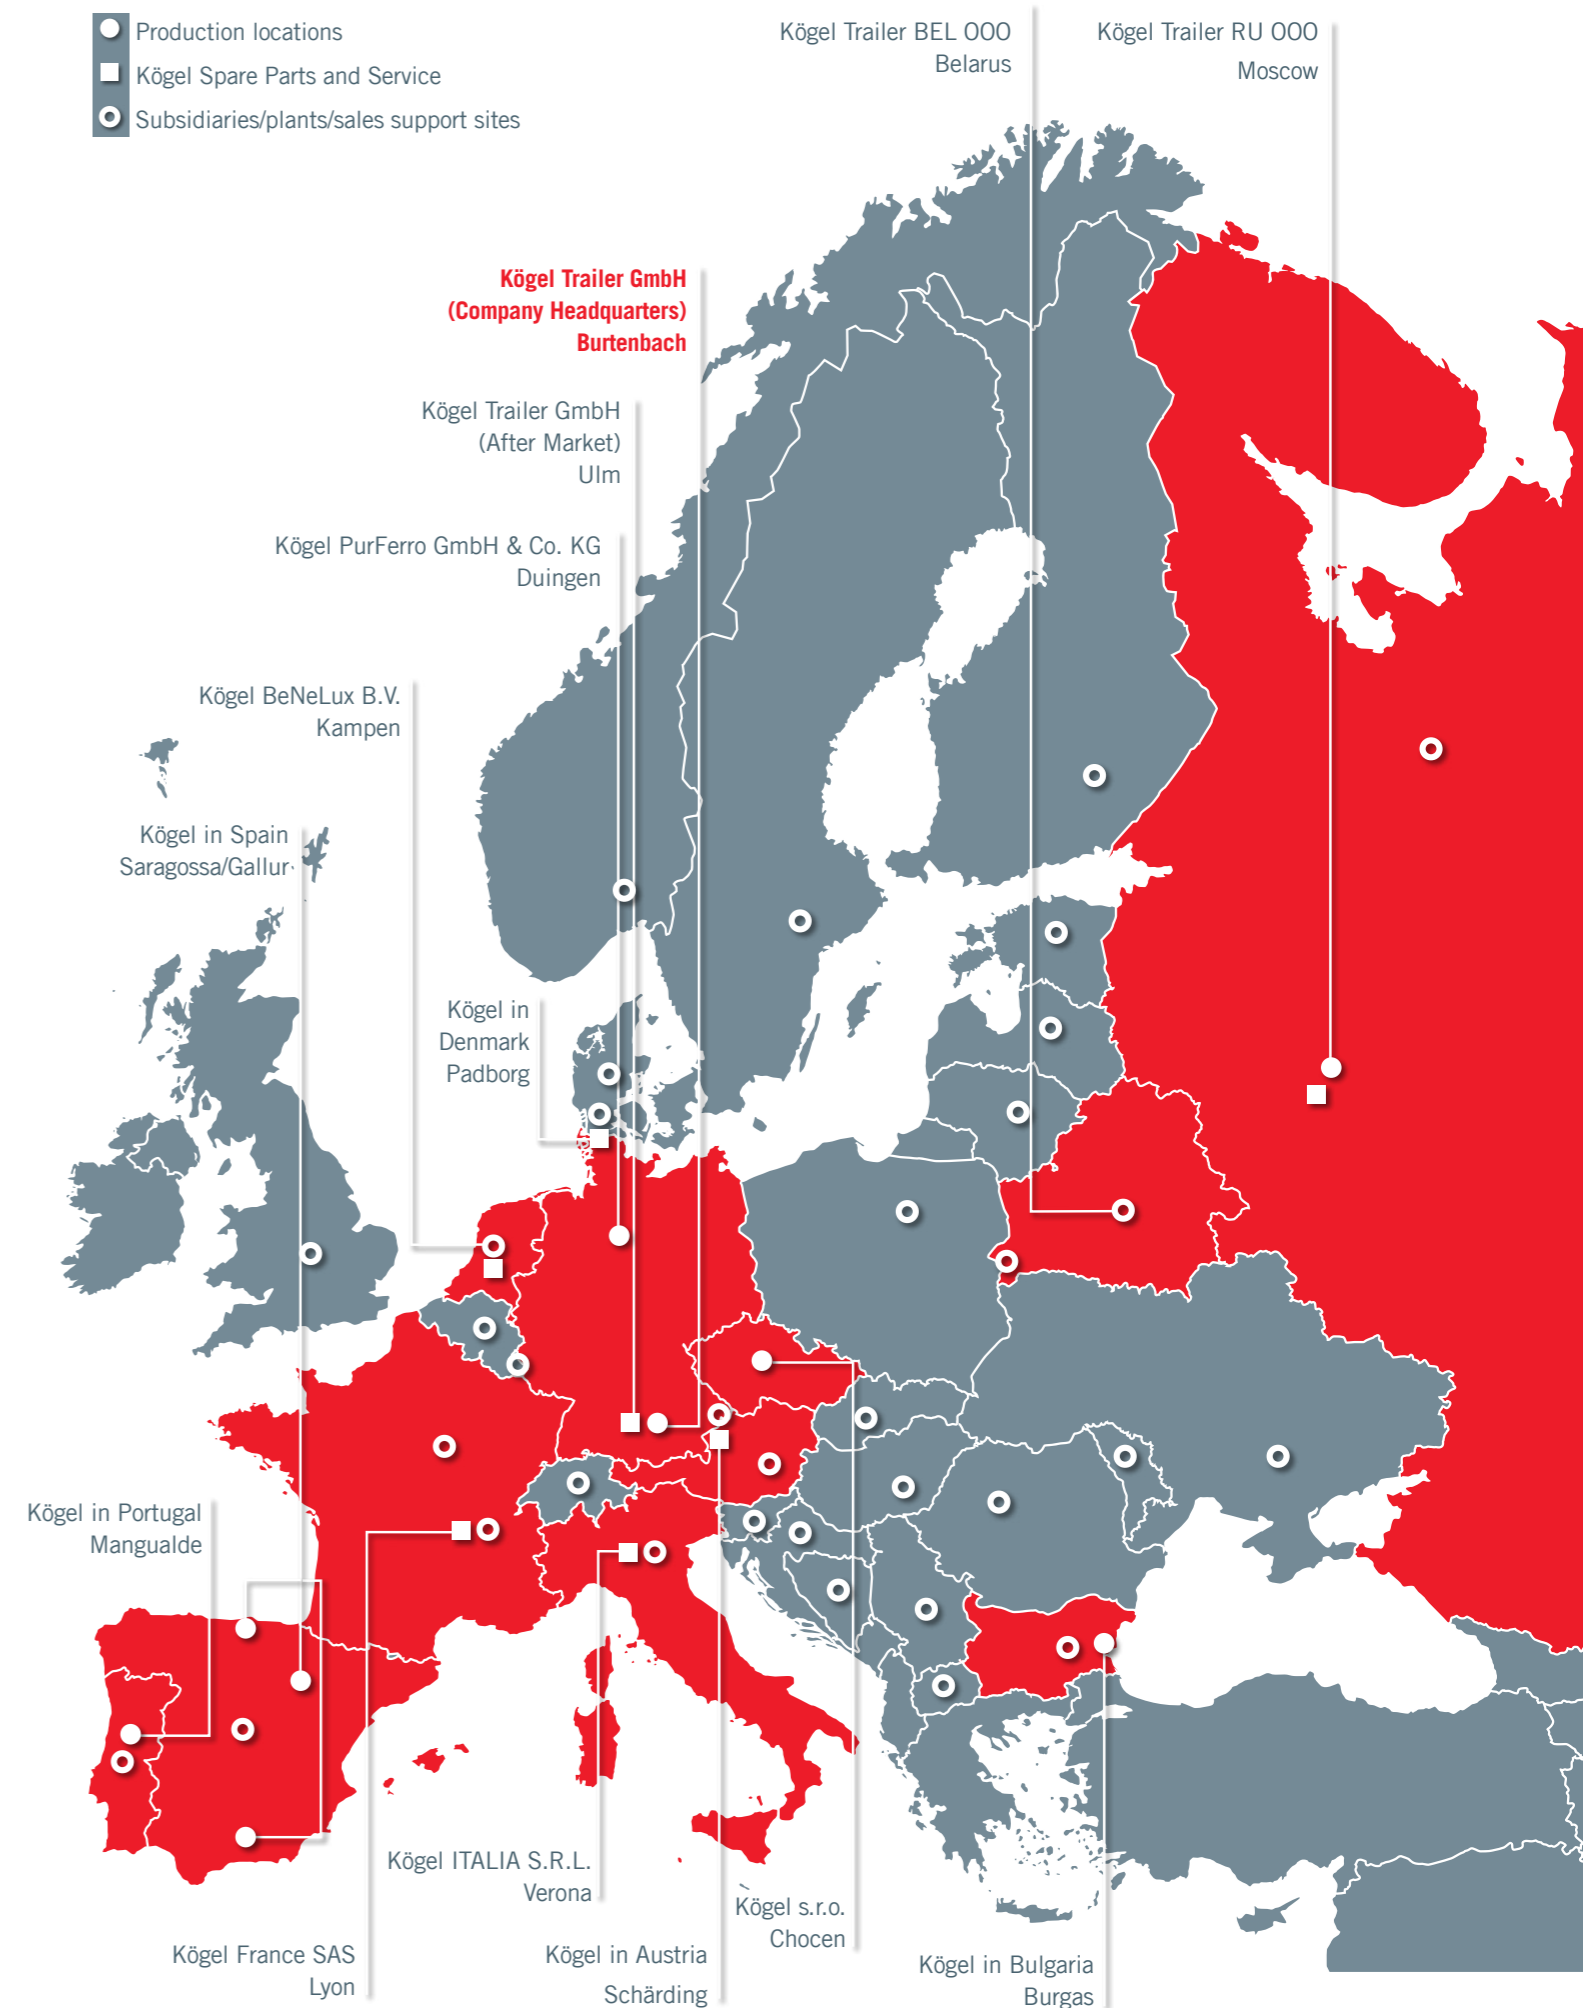 Production locations
Kögel Spare Parts and Service
Subsidiaries/plants/sales support sites
Kögel Trailer BEL OOO
Belarus
Kögel Trailer RU OOO
Moscow
Kögel Trailer GmbH
(Company Headquarters)
Burtenbach
Kögel Trailer GmbH
(After Market)
Ulm
Kögel PurFerro GmbH & Co. KG
Duingen
Kögel BeNeLux B.V.
Kampen
Kögel in Spain
Saragossa/Gallur
Kögel in
Denmark
Padborg
Kögel in Portugal
Mangualde
Kögel ITALIA S.R.L.
Verona
Kögel s.r.o.
Chocen
Kögel France SAS
Lyon
Kögel in Austria
Schärding
Kögel in Bulgaria
Burgas